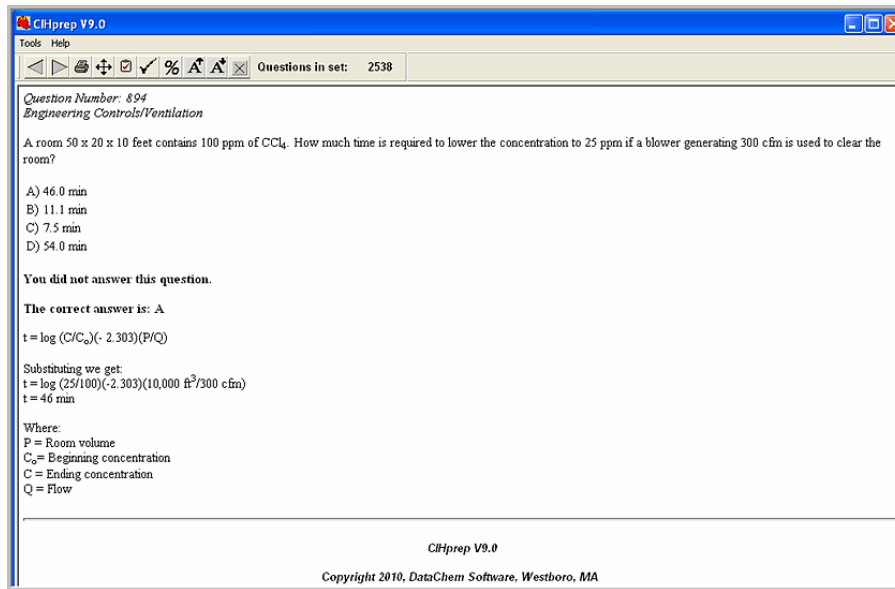 CIHprep V9.0
Tools Help
% A A Questions in set: 2538
Question Number: 894
Engineering Controls/Ventilation
A room 50 x 20 x 10 feet contains 100 ppm of CCl₄. How much time is required to lower the concentration to 25 ppm if a blower generating 300 cfm is used to clear the
room?
A) 46.0 min
B) 11.1 min
C) 7.5 min
D) 54.0 min
You did not answer this question.
The correct answer is: A
t = log (C/Cₒ)(- 2.303)(P/Q)
Substituting we get:
t = log (25/100)(-2.303)(10,000 ft³/300 cfm)
t = 46 min
Where:
P = Room volume
Cₒ= Beginning concentration
C = Ending concentration
Q = Flow
CIHprep V9.0
Copyright 2010, DataChem Software, Westboro, MA